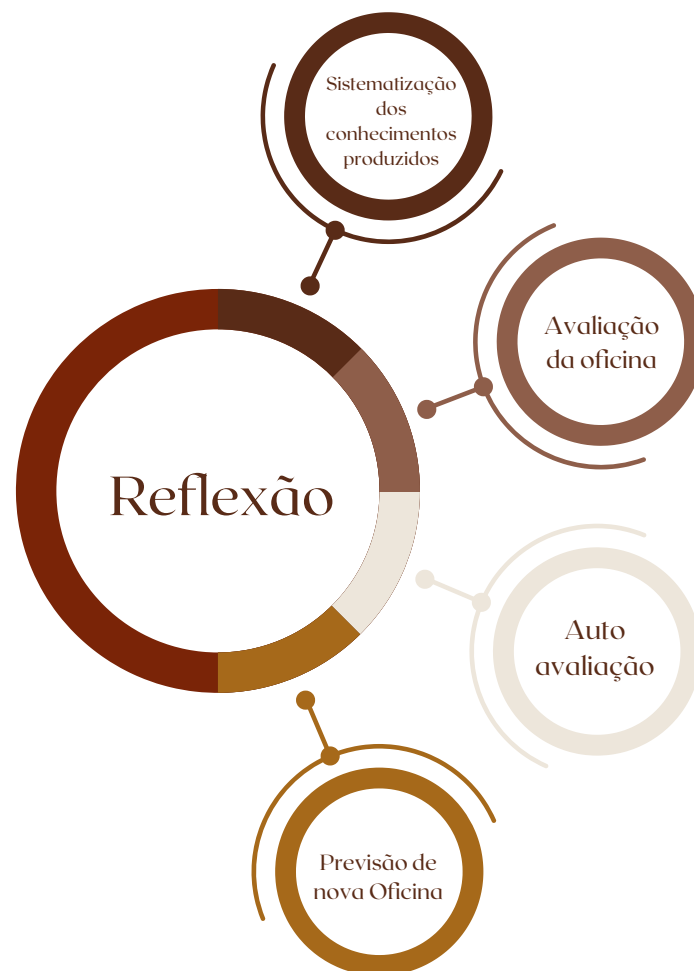 Sistematização
dos
conhecimentos
produzidos
Avaliação
da oficina
Reflexão
Auto
avaliação
Previsão de
nova Oficina